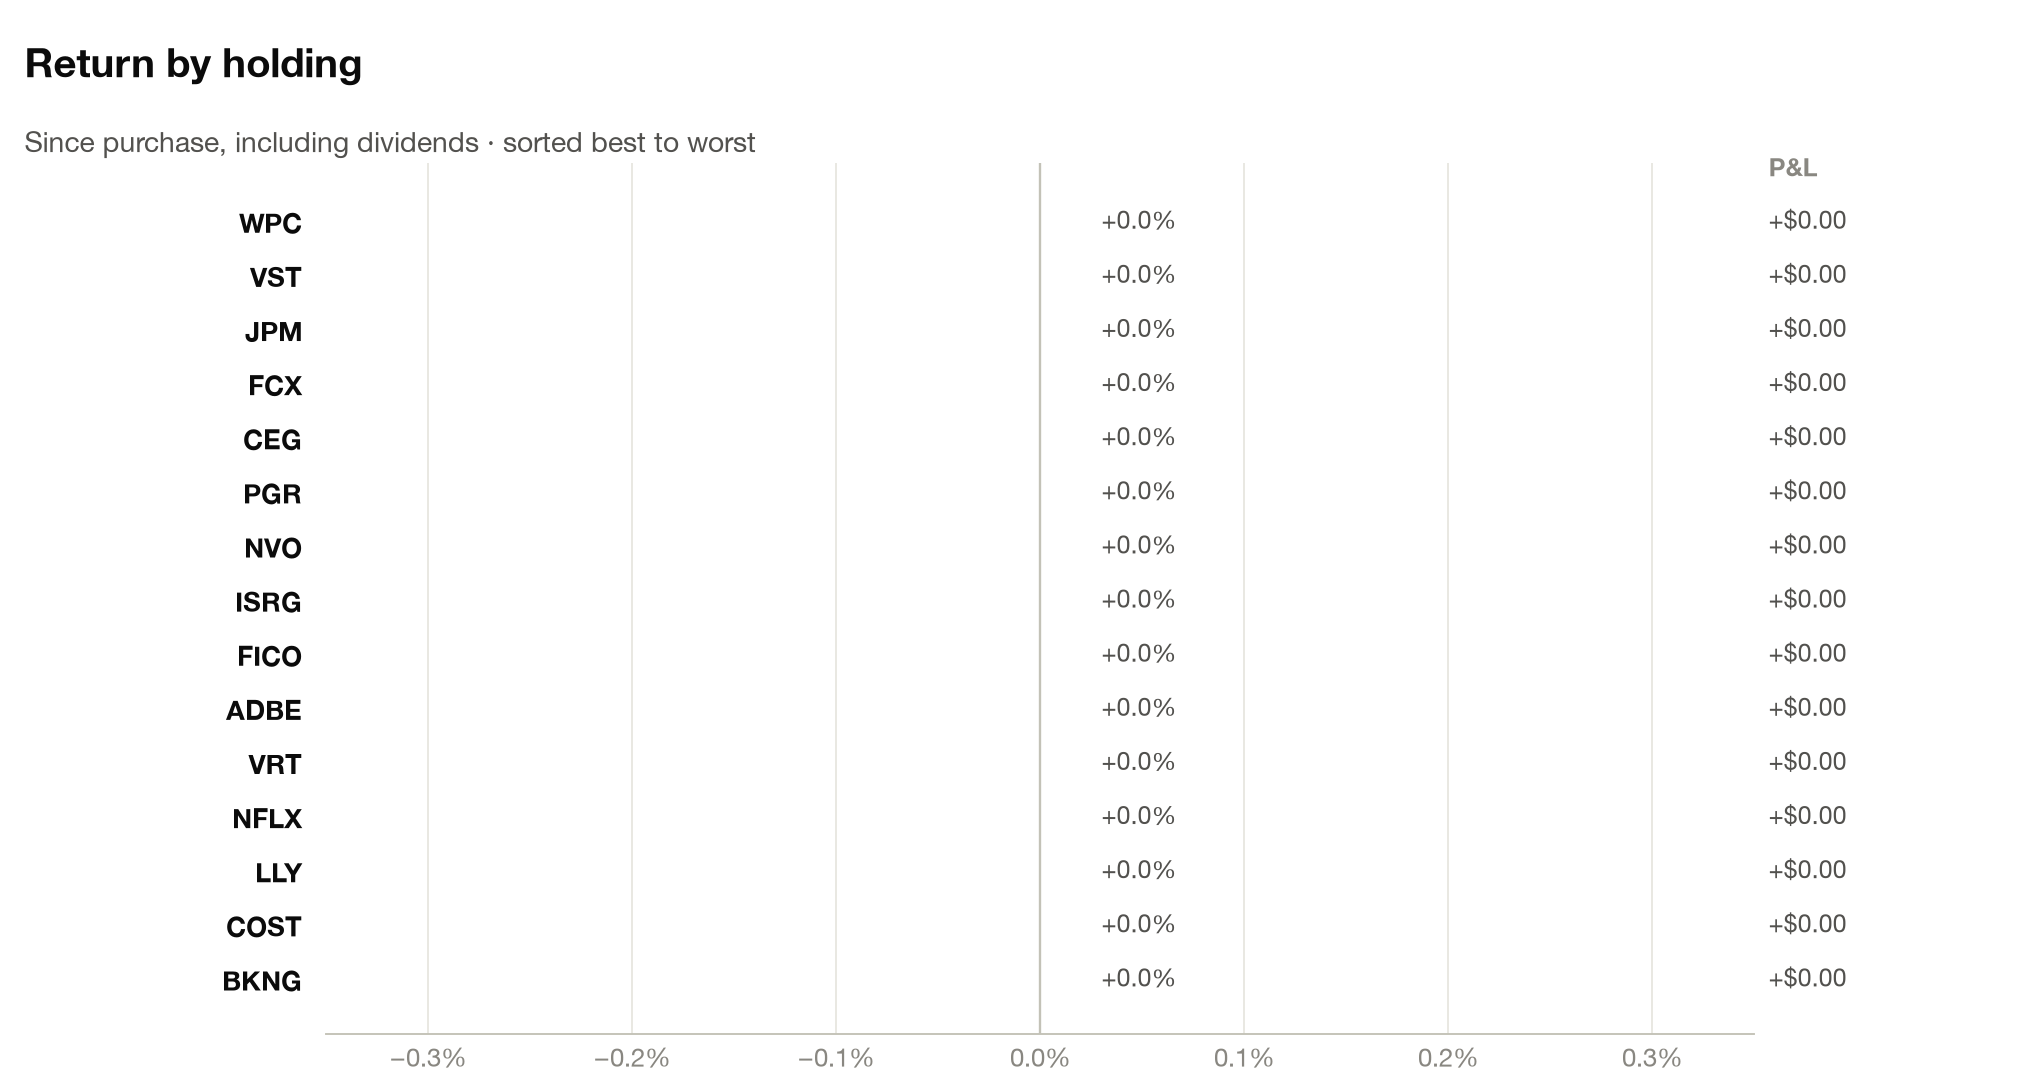 Return by holding
Since purchase, including dividends · sorted best to worst
P&L
WPC +0.0% +$0.00
VST +0.0% +$0.00
JPM +0.0% +$0.00
FCX +0.0% +$0.00
CEG +0.0% +$0.00
PGR +0.0% +$0.00
NVO +0.0% +$0.00
ISRG +0.0% +$0.00
FICO +0.0% +$0.00
ADBE +0.0% +$0.00
VRT +0.0% +$0.00
NFLX +0.0% +$0.00
LLY +0.0% +$0.00
COST +0.0% +$0.00
BKNG +0.0% +$0.00
−0.3% −0.2% −0.1% 0.0% 0.1% 0.2% 0.3%